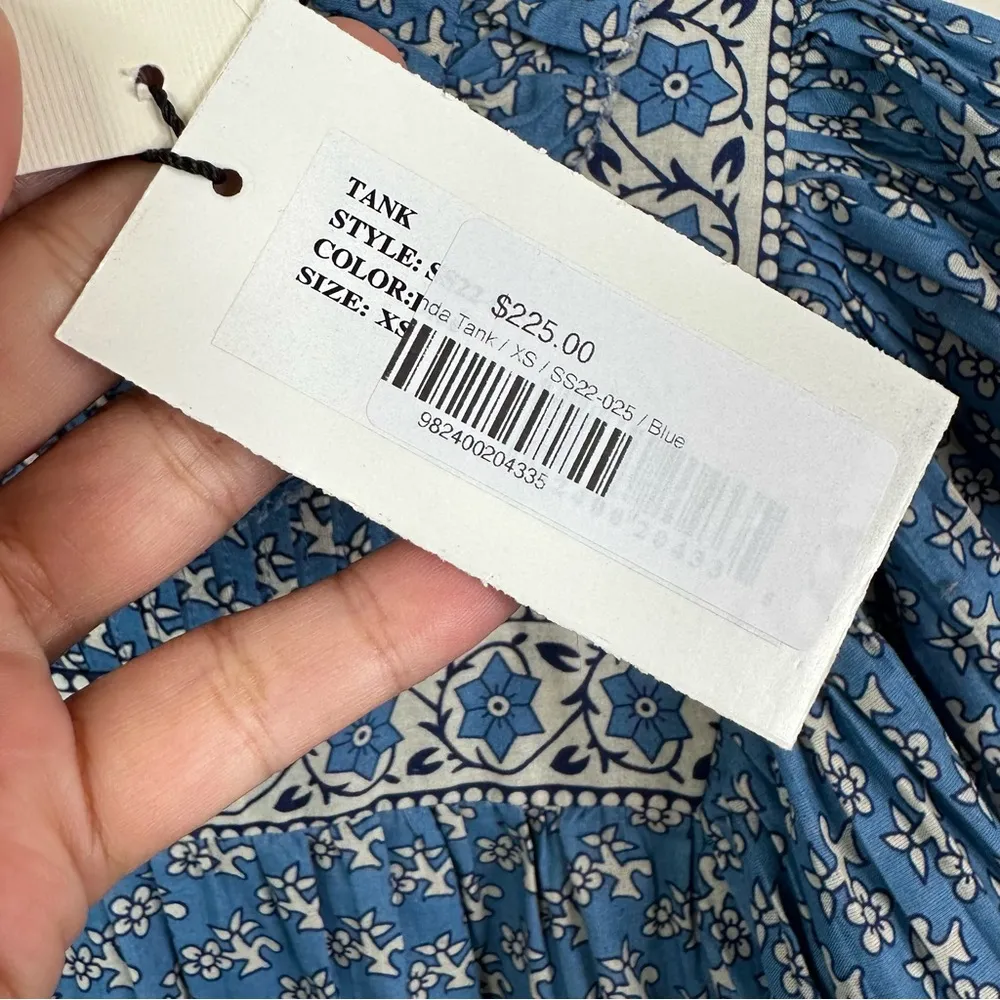 TANK
STYLE: S
COLOR:
SIZE: XS
$225.00
nda Tank / XS / SS22-025 / Blue
982400204335